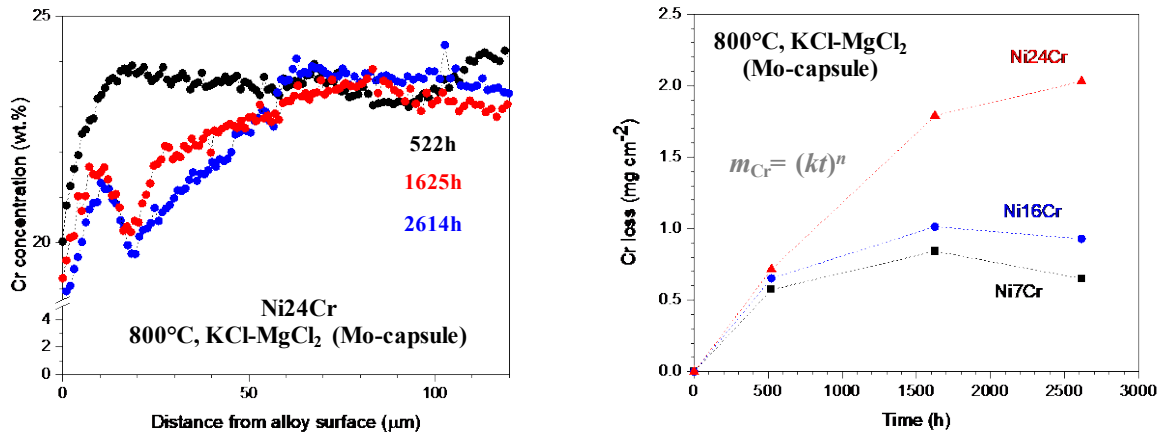 25
20
4
2
0
Cr concentration (wt.%)
522h
1625h
2614h
Ni24Cr
800°C, KCl-MgCl₂ (Mo-capsule)
0
50
100
Distance from alloy surface (μm)
800°C, KCl-MgCl₂
(Mo-capsule)
Ni24Cr
m_Cr = (kt)ⁿ
Ni16Cr
Ni7Cr
2.5
2.0
1.5
1.0
0.5
0.0
Cr loss (mg cm⁻²)
0
500
1000
1500
2000
2500
3000
Time (h)